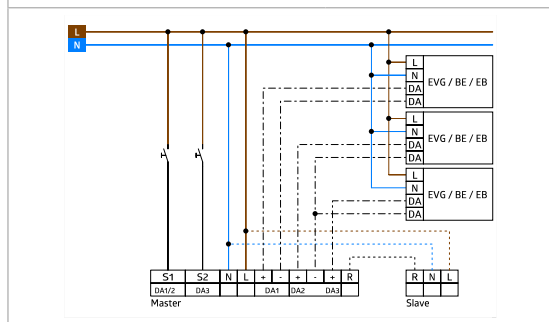 L
N
L
N
DA
DA
EVG / BE / EB
L
N
DA
DA
EVG / BE / EB
L
N
DA
DA
EVG / BE / EB
S1 S2 N L + - + - + R
DA1/2 DA3 DA1 DA2 DA3
Master
R N L
Slave